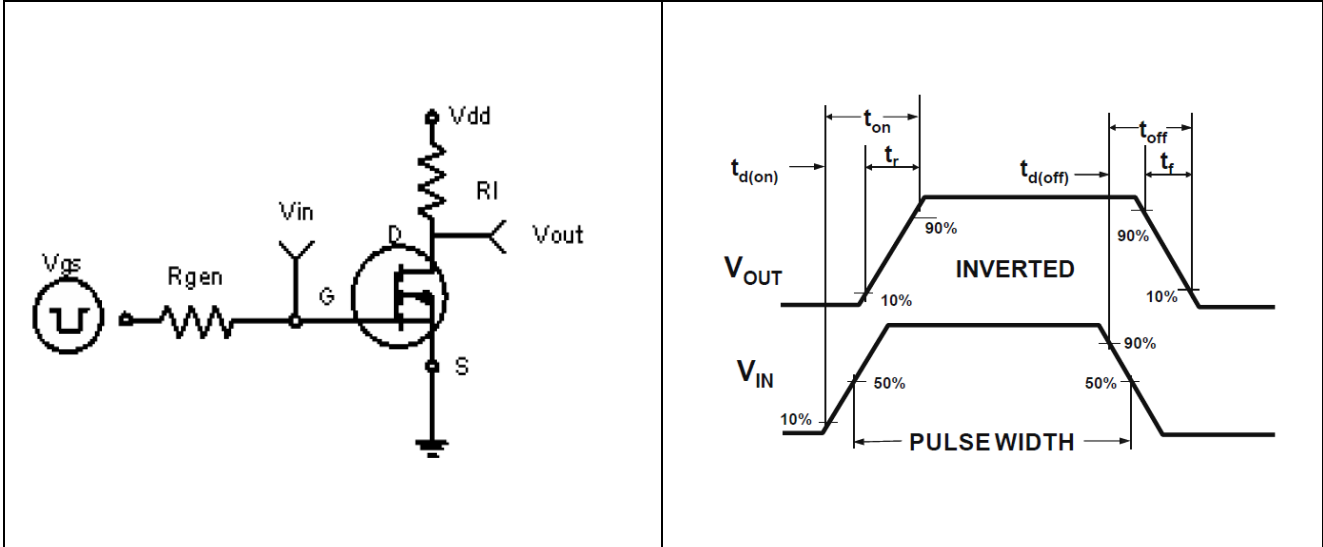 Vdd
Rl
Vin
D
Vout
Vgs
Rgen
G
S
ton
toff
td(on)
tr
td(off)
tf
90%
90%
VOUT
INVERTED
10%
10%
90%
VIN
50%
50%
10%
PULSE WIDTH